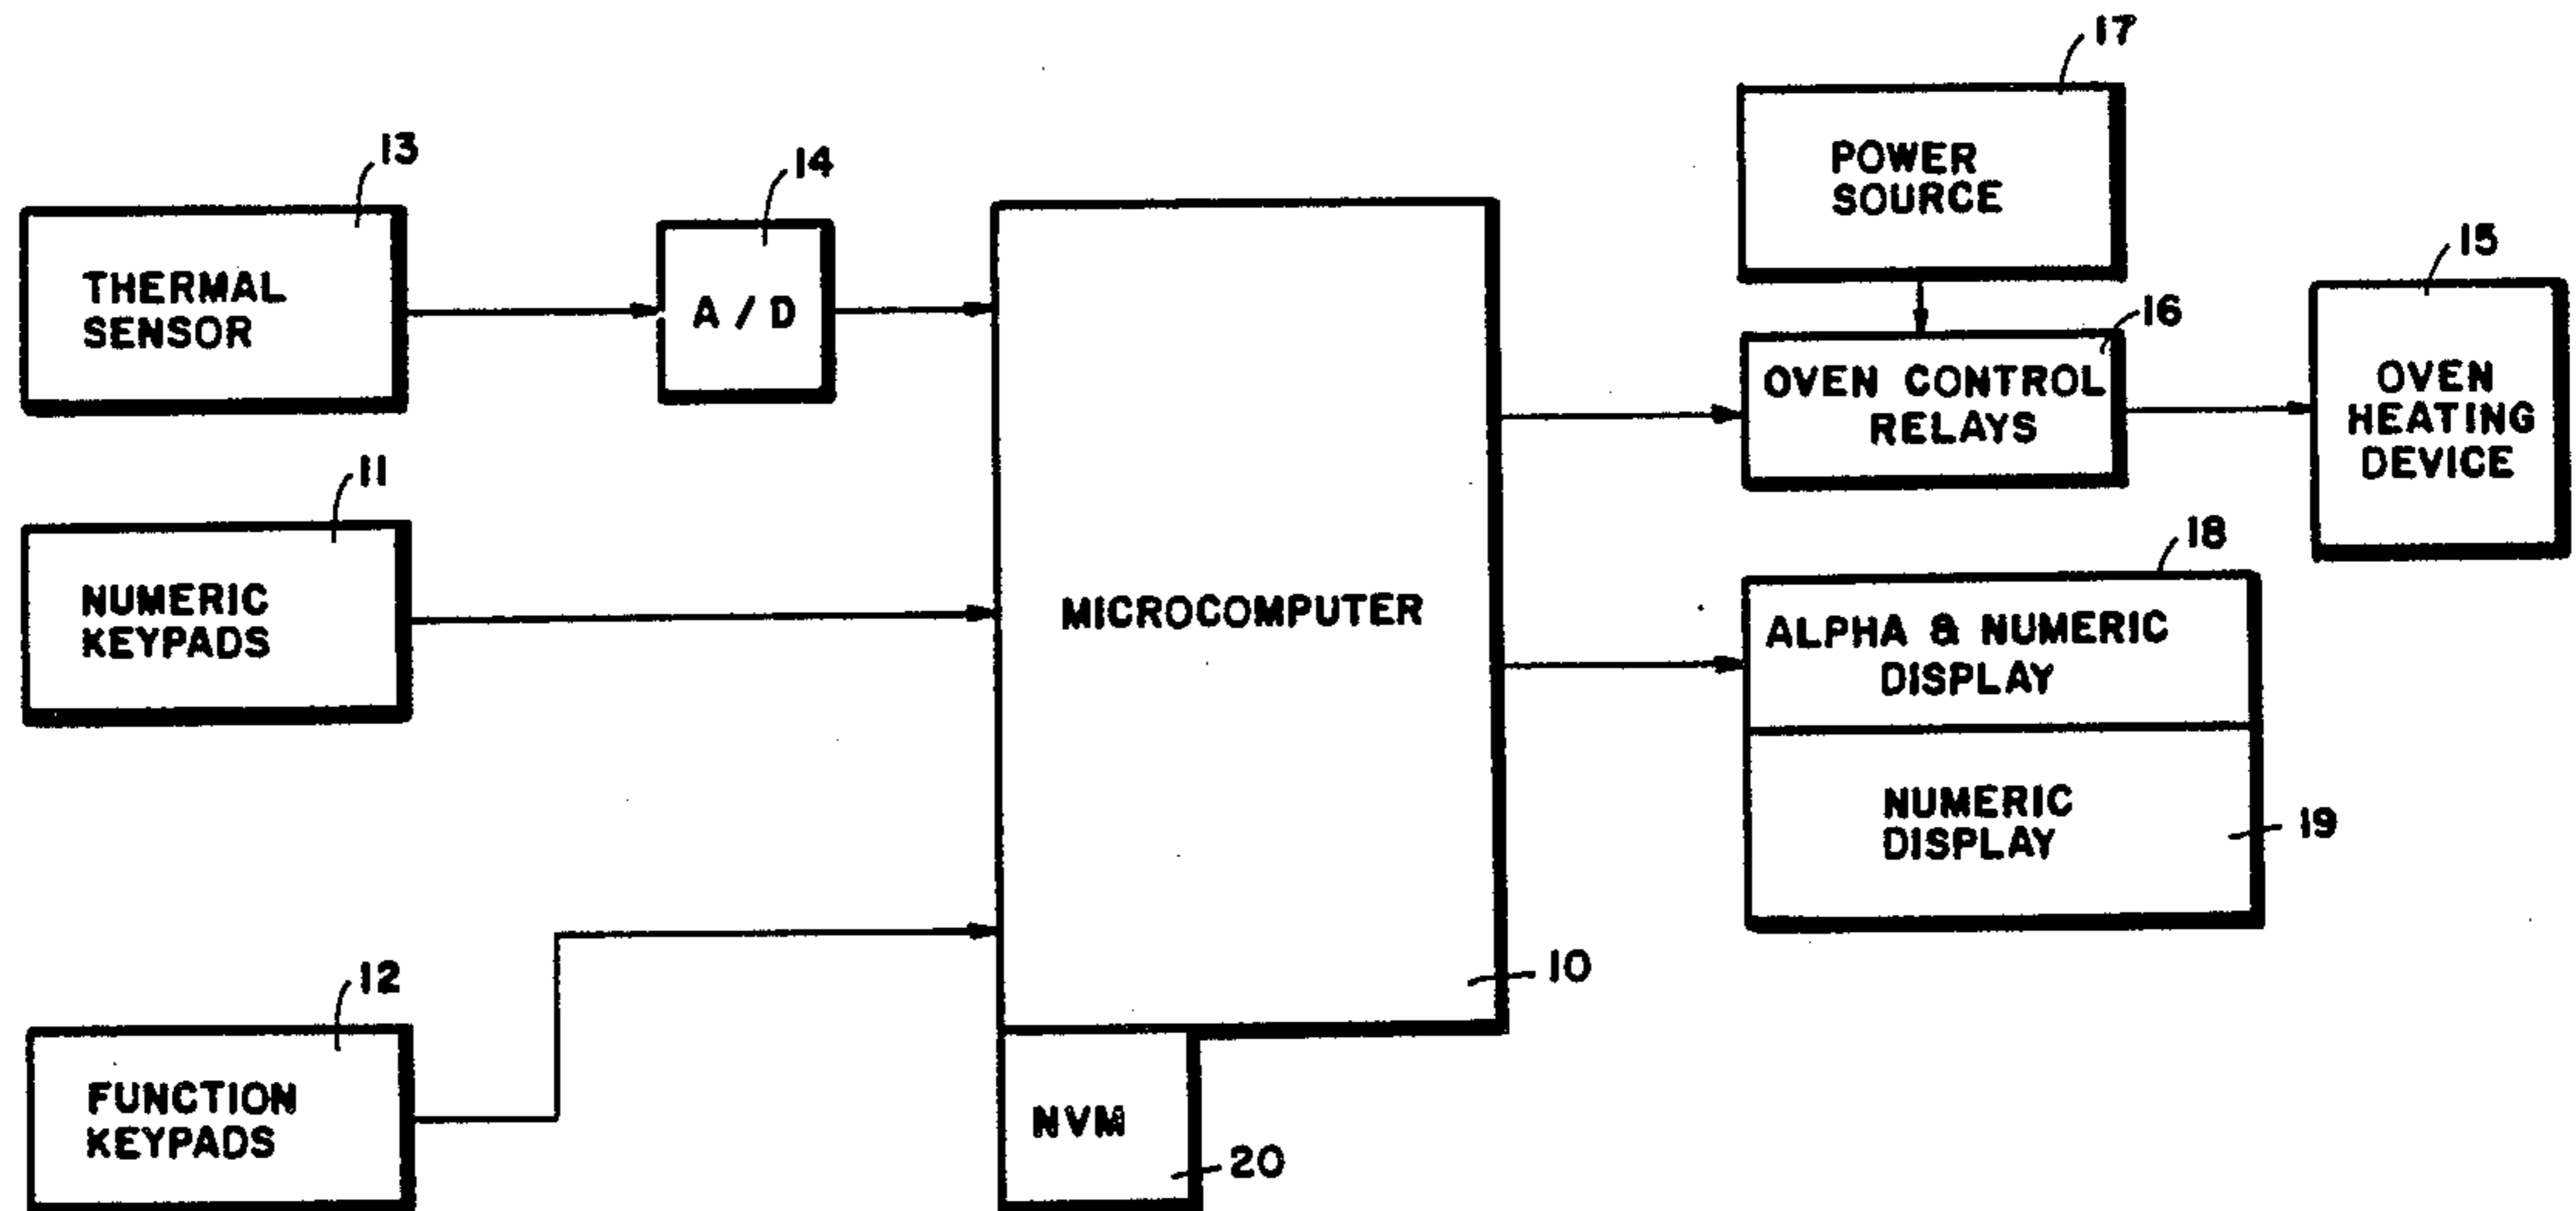 17
POWER
SOURCE
13
THERMAL
SENSOR
14
A / D
15
OVEN
HEATING
DEVICE
16
OVEN CONTROL
RELAYS
11
NUMERIC
KEYPADS
MICROCOMPUTER
10
18
ALPHA & NUMERIC
DISPLAY
NUMERIC
DISPLAY
19
12
FUNCTION
KEYPADS
NVM
20